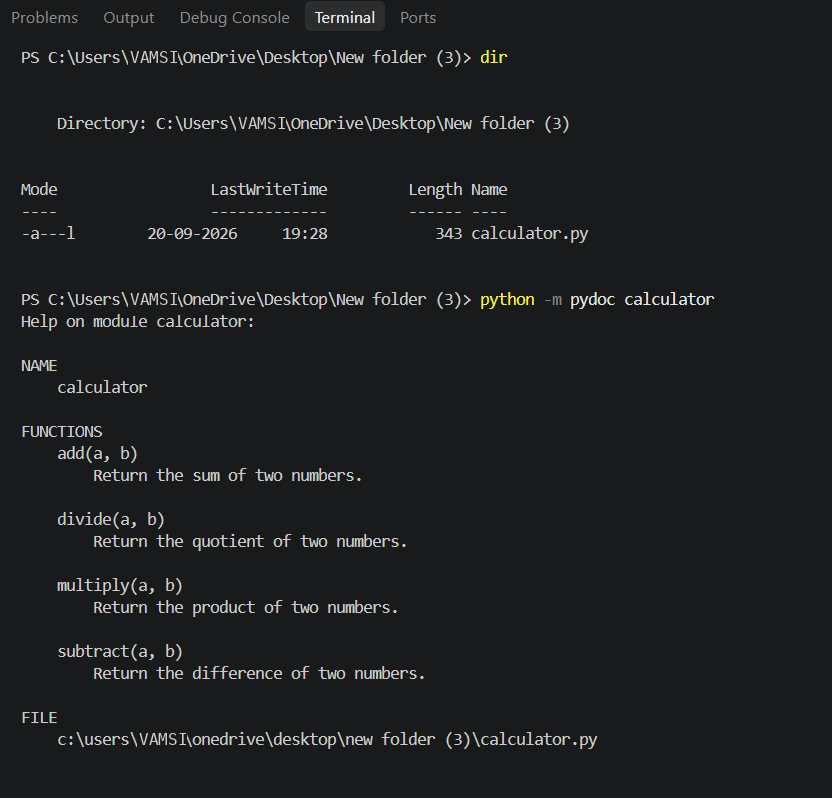 Problems Output Debug Console Terminal Ports
PS C:\Users\VAMSI\OneDrive\Desktop\New folder (3)> dir
Directory: C:\Users\VAMSI\OneDrive\Desktop\New folder (3)
Mode LastWriteTime Length Name
---- ------------- ------ ----
-a---l 20-09-2026 19:28 343 calculator.py
PS C:\Users\VAMSI\OneDrive\Desktop\New folder (3)> python -m pydoc calculator
Help on module calculator:
NAME
calculator
FUNCTIONS
add(a, b)
Return the sum of two numbers.
divide(a, b)
Return the quotient of two numbers.
multiply(a, b)
Return the product of two numbers.
subtract(a, b)
Return the difference of two numbers.
FILE
c:\users\VAMSI\onedrive\desktop\new folder (3)\calculator.py